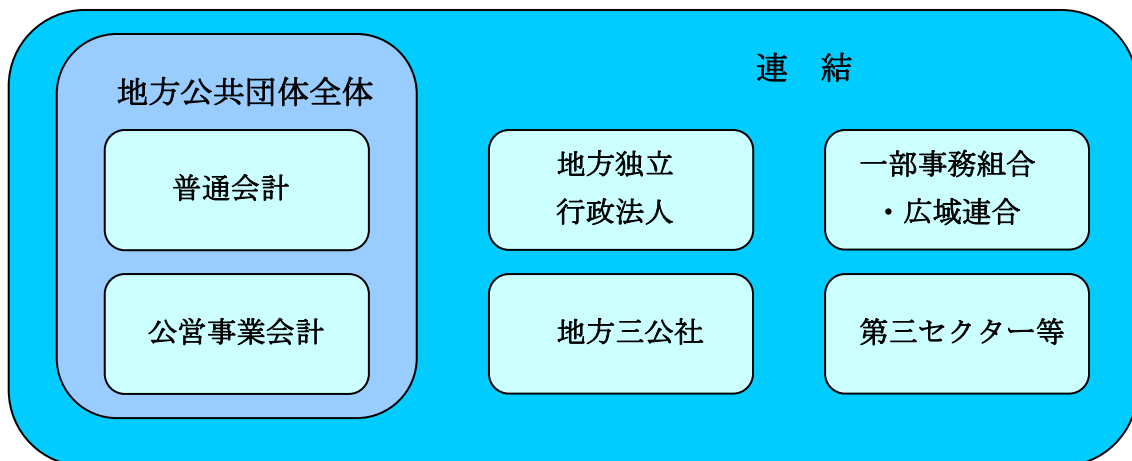 連　結
地方公共団体全体
普通会計
公営事業会計
地方独立
行政法人
一部事務組合
・広域連合
地方三公社
第三セクター等